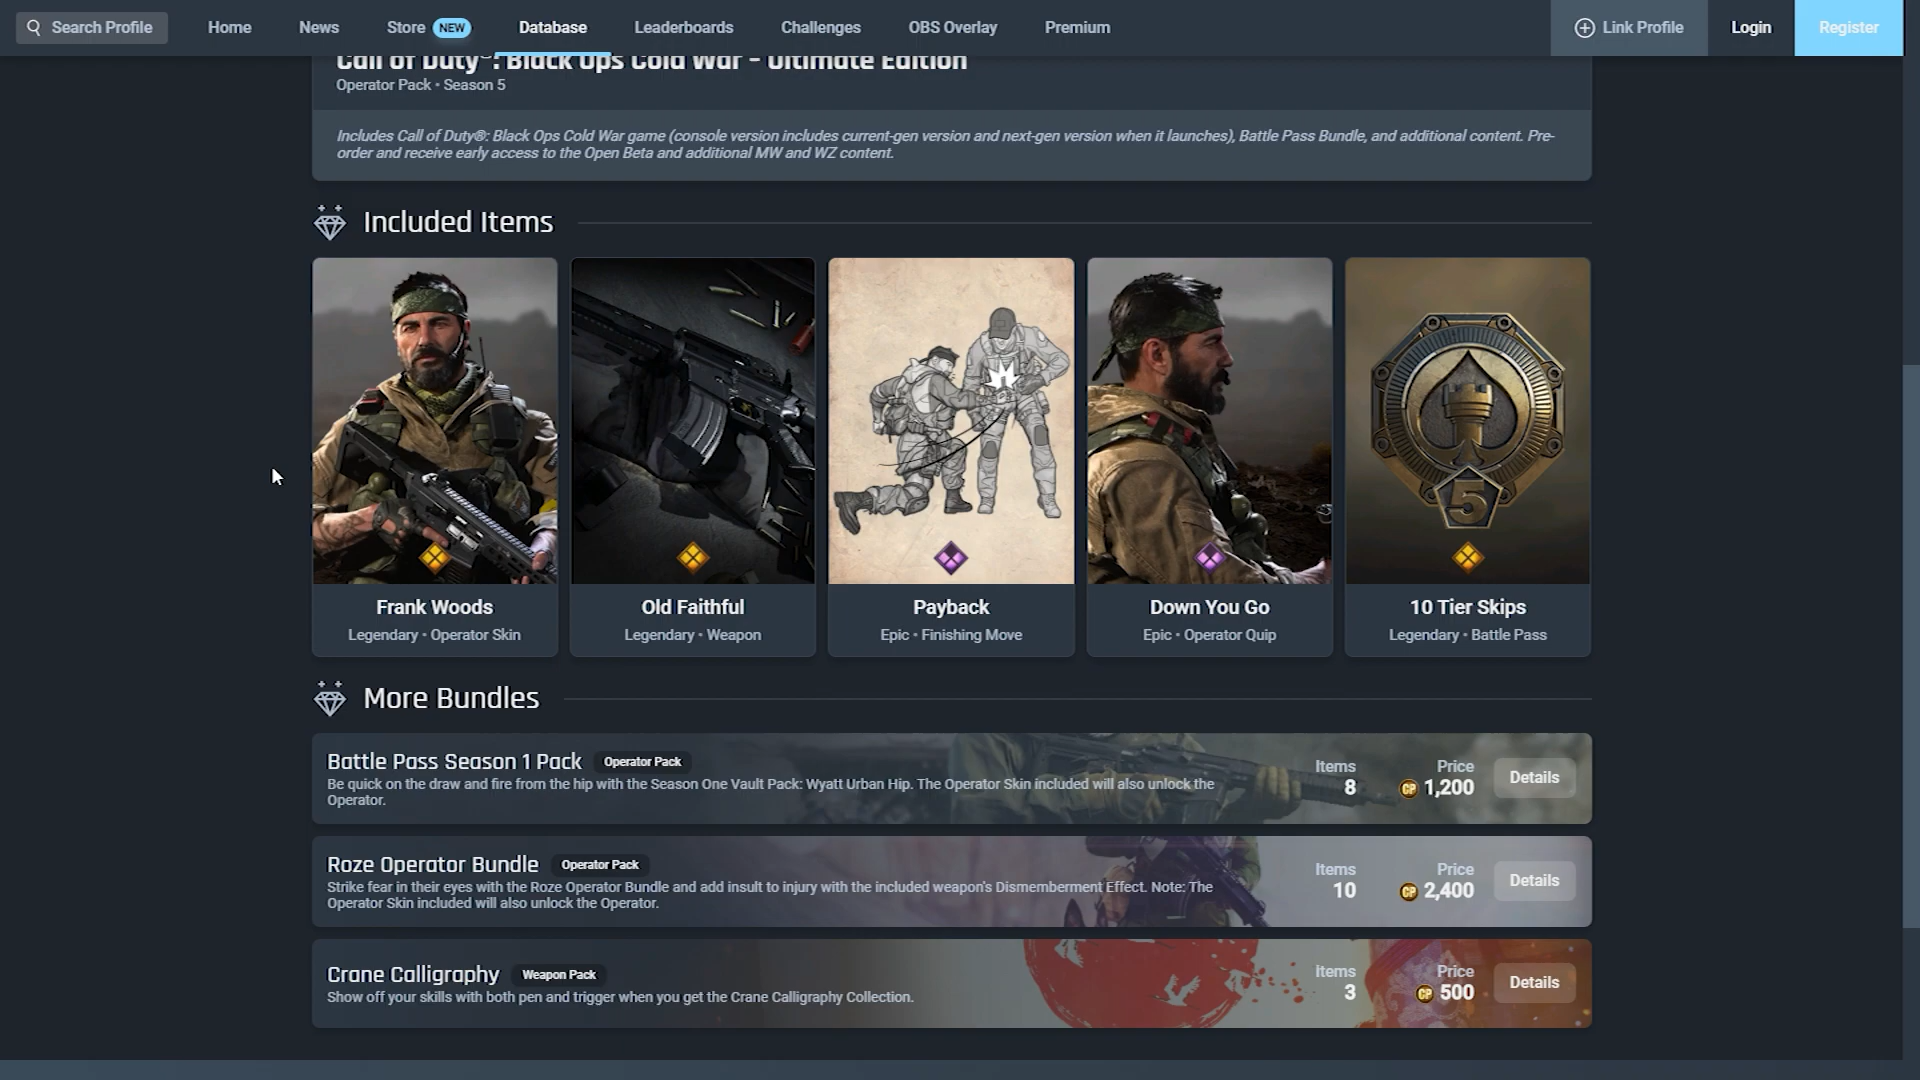 Search Profile Home News Store NEW Database Leaderboards Challenges OBS Overlay Premium Link Profile Login Register
Call of Duty®: Black Ops Cold War - Ultimate Edition
Operator Pack • Season 5
Includes Call of Duty®: Black Ops Cold War game (console version includes current-gen version and next-gen version when it launches), Battle Pass Bundle, and additional content. Pre-
order and receive early access to the Open Beta and additional MW and WZ content.
Included Items
5
Frank Woods
Legendary • Operator Skin
Old Faithful
Legendary • Weapon
Payback
Epic • Finishing Move
Down You Go
Epic • Operator Quip
10 Tier Skips
Legendary • Battle Pass
More Bundles
Battle Pass Season 1 Pack Operator Pack
Be quick on the draw and fire from the hip with the Season One Vault Pack: Wyatt Urban Hip. The Operator Skin included will also unlock the
Operator.
Items
8
Price
CP 1,200
Details
Roze Operator Bundle Operator Pack
Strike fear in their eyes with the Roze Operator Bundle and add insult to injury with the included weapon's Dismemberment Effect. Note: The
Operator Skin included will also unlock the Operator.
Items
10
Price
CP 2,400
Details
Crane Calligraphy Weapon Pack
Show off your skills with both pen and trigger when you get the Crane Calligraphy Collection.
Items
3
Price
CP 500
Details